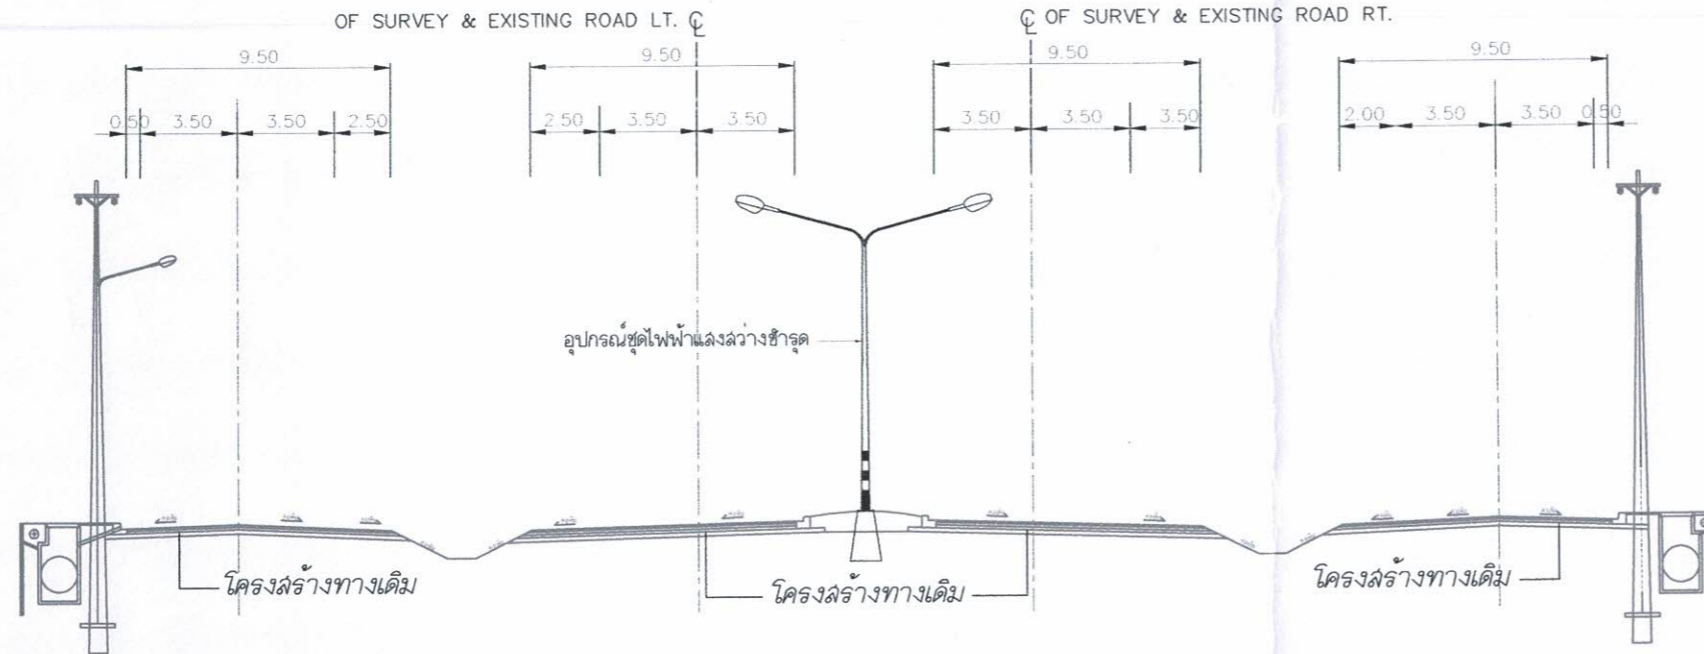 OF SURVEY & EXISTING ROAD LT. ℄
℄ OF SURVEY & EXISTING ROAD RT.
9.50 9.50 9.50 9.50
0.50 3.50 3.50 2.50 2.50 3.50 3.50 3.50 3.50 3.50 2.00 3.50 3.50 0.50
อุปกรณ์ชุดไฟฟ้าแสงสว่างชำรุด
โครงสร้างทางเดิม โครงสร้างทางเดิม โครงสร้างทางเดิม